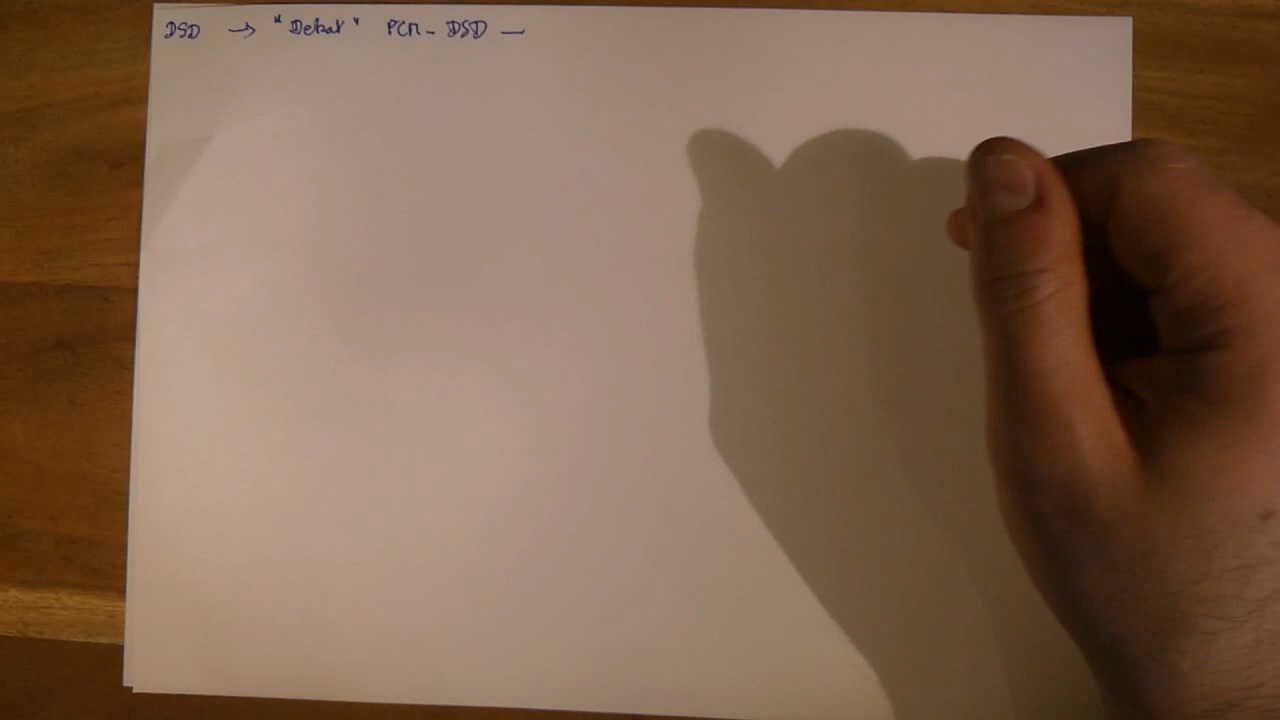 DSD → "Debat" PCM - DSD —